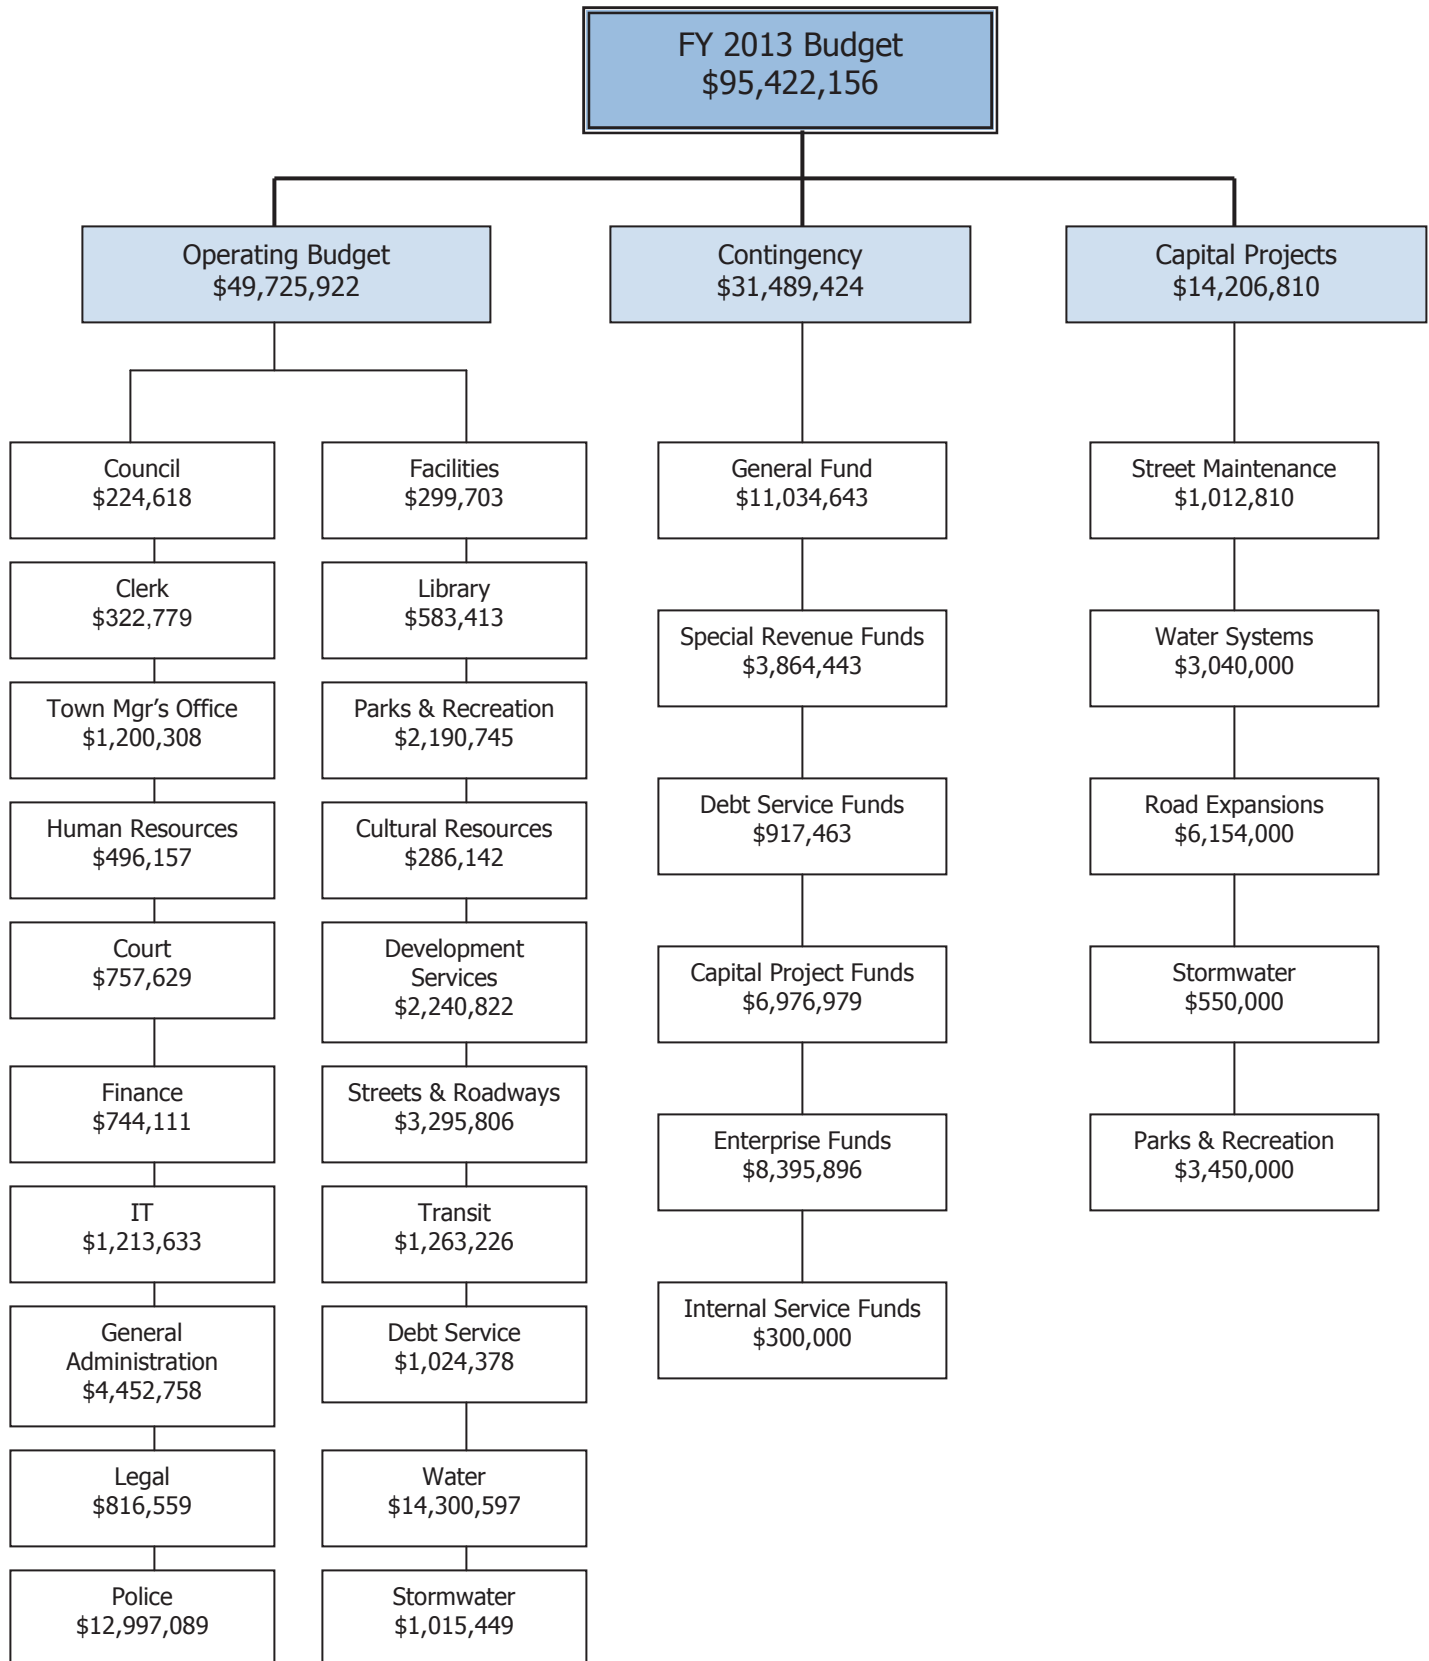 FY 2013 Budget
$95,422,156
Operating Budget
$49,725,922
Contingency
$31,489,424
Capital Projects
$14,206,810
Council
$224,618
Clerk
$322,779
Town Mgr’s Office
$1,200,308
Human Resources
$496,157
Court
$757,629
Finance
$744,111
IT
$1,213,633
General
Administration
$4,452,758
Legal
$816,559
Police
$12,997,089
Facilities
$299,703
Library
$583,413
Parks & Recreation
$2,190,745
Cultural Resources
$286,142
Development
Services
$2,240,822
Streets & Roadways
$3,295,806
Transit
$1,263,226
Debt Service
$1,024,378
Water
$14,300,597
Stormwater
$1,015,449
General Fund
$11,034,643
Special Revenue Funds
$3,864,443
Debt Service Funds
$917,463
Capital Project Funds
$6,976,979
Enterprise Funds
$8,395,896
Internal Service Funds
$300,000
Street Maintenance
$1,012,810
Water Systems
$3,040,000
Road Expansions
$6,154,000
Stormwater
$550,000
Parks & Recreation
$3,450,000